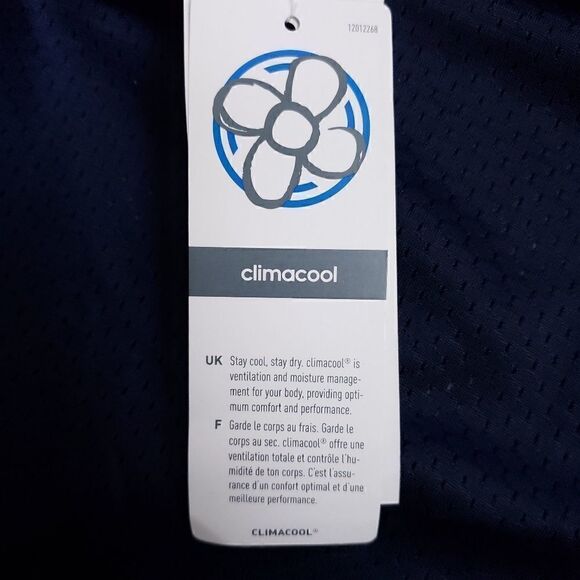 12012268
climacool
UK Stay cool, stay dry. climacool® is
ventilation and moisture manage-
ment for your body, providing opti-
mum comfort and performance.
F Garde le corps au frais. Garde le
corps au sec. climacool® offre une
ventilation totale et contrôle l'hu-
midité de ton corps. C'est l'assu-
rance d'un confort optimal et d'une
meilleure performance.
CLIMACOOL®